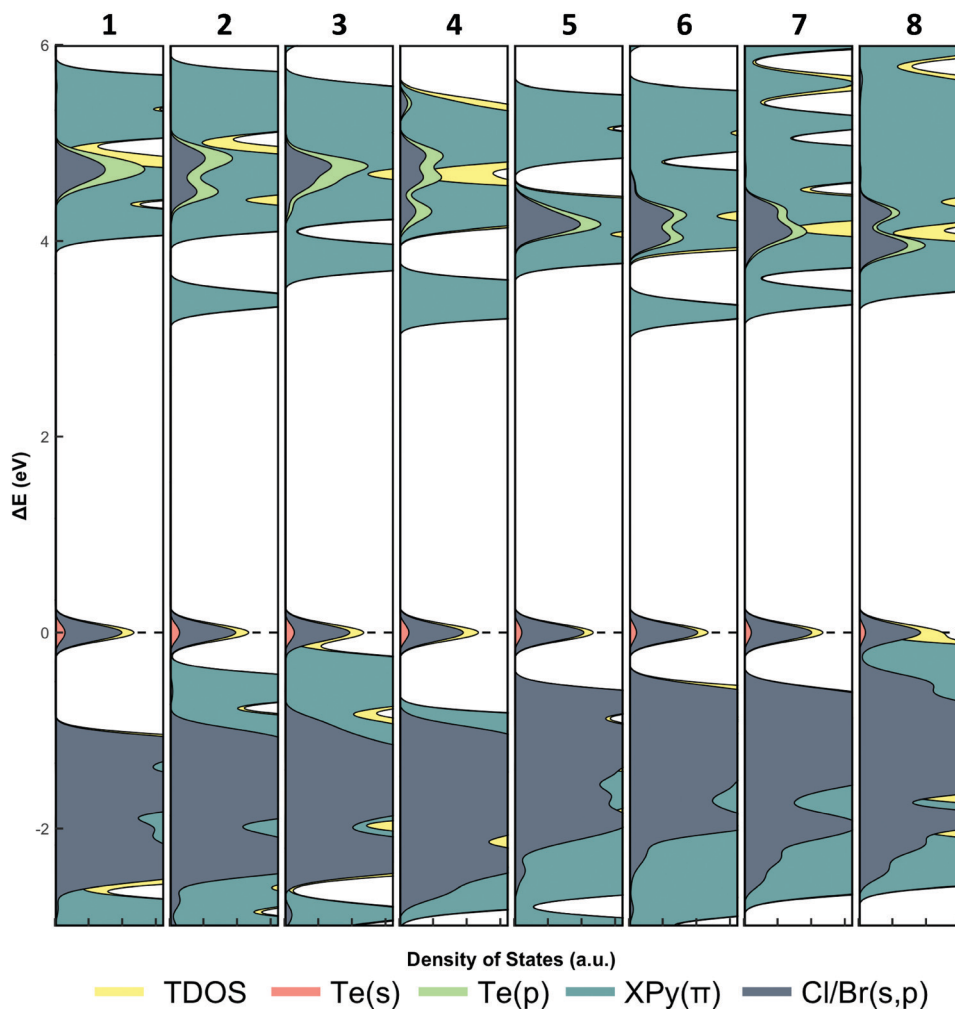 1 2 3 4 5 6 7 8
6
4
2
0
-2
ΔE (eV)
Density of States (a.u.)
TDOS Te(s) Te(p) XPy(π) Cl/Br(s,p)